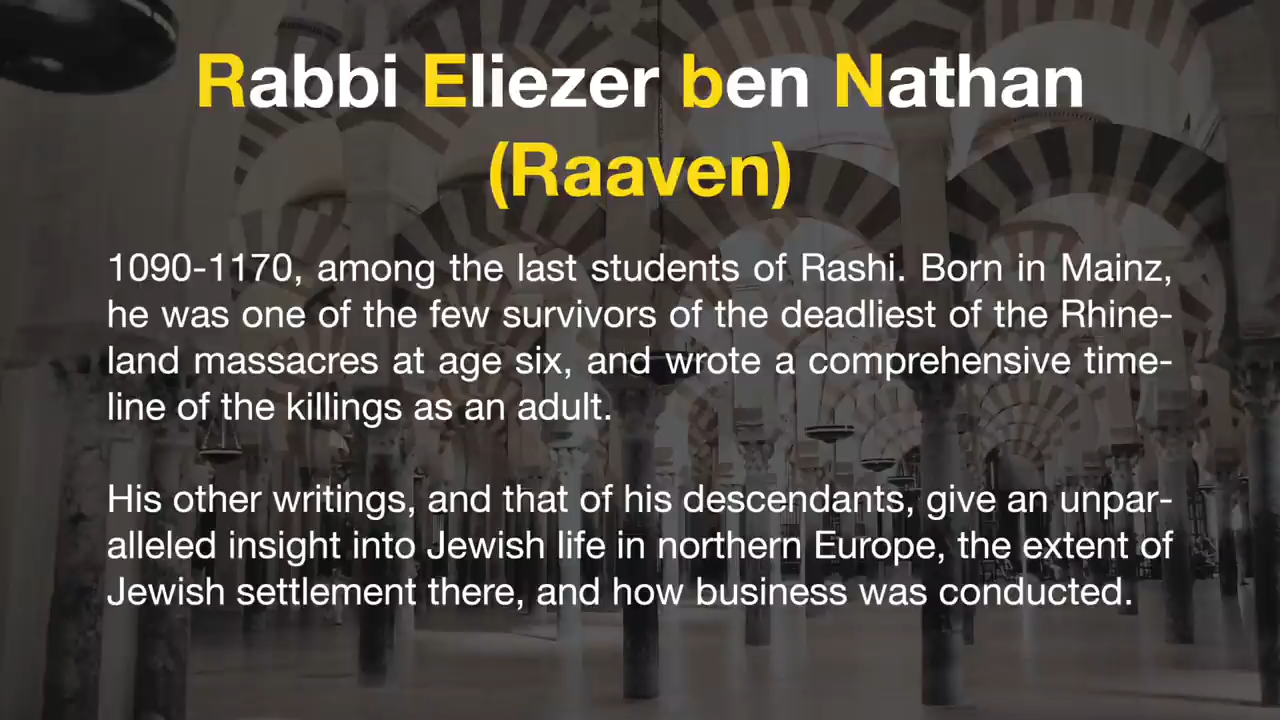 Rabbi Eliezer ben Nathan
(Raaven)
1090-1170, among the last students of Rashi. Born in Mainz,
he was one of the few survivors of the deadliest of the Rhine-
land massacres at age six, and wrote a comprehensive time-
line of the killings as an adult.
His other writings, and that of his descendants, give an unpar-
alleled insight into Jewish life in northern Europe, the extent of
Jewish settlement there, and how business was conducted.